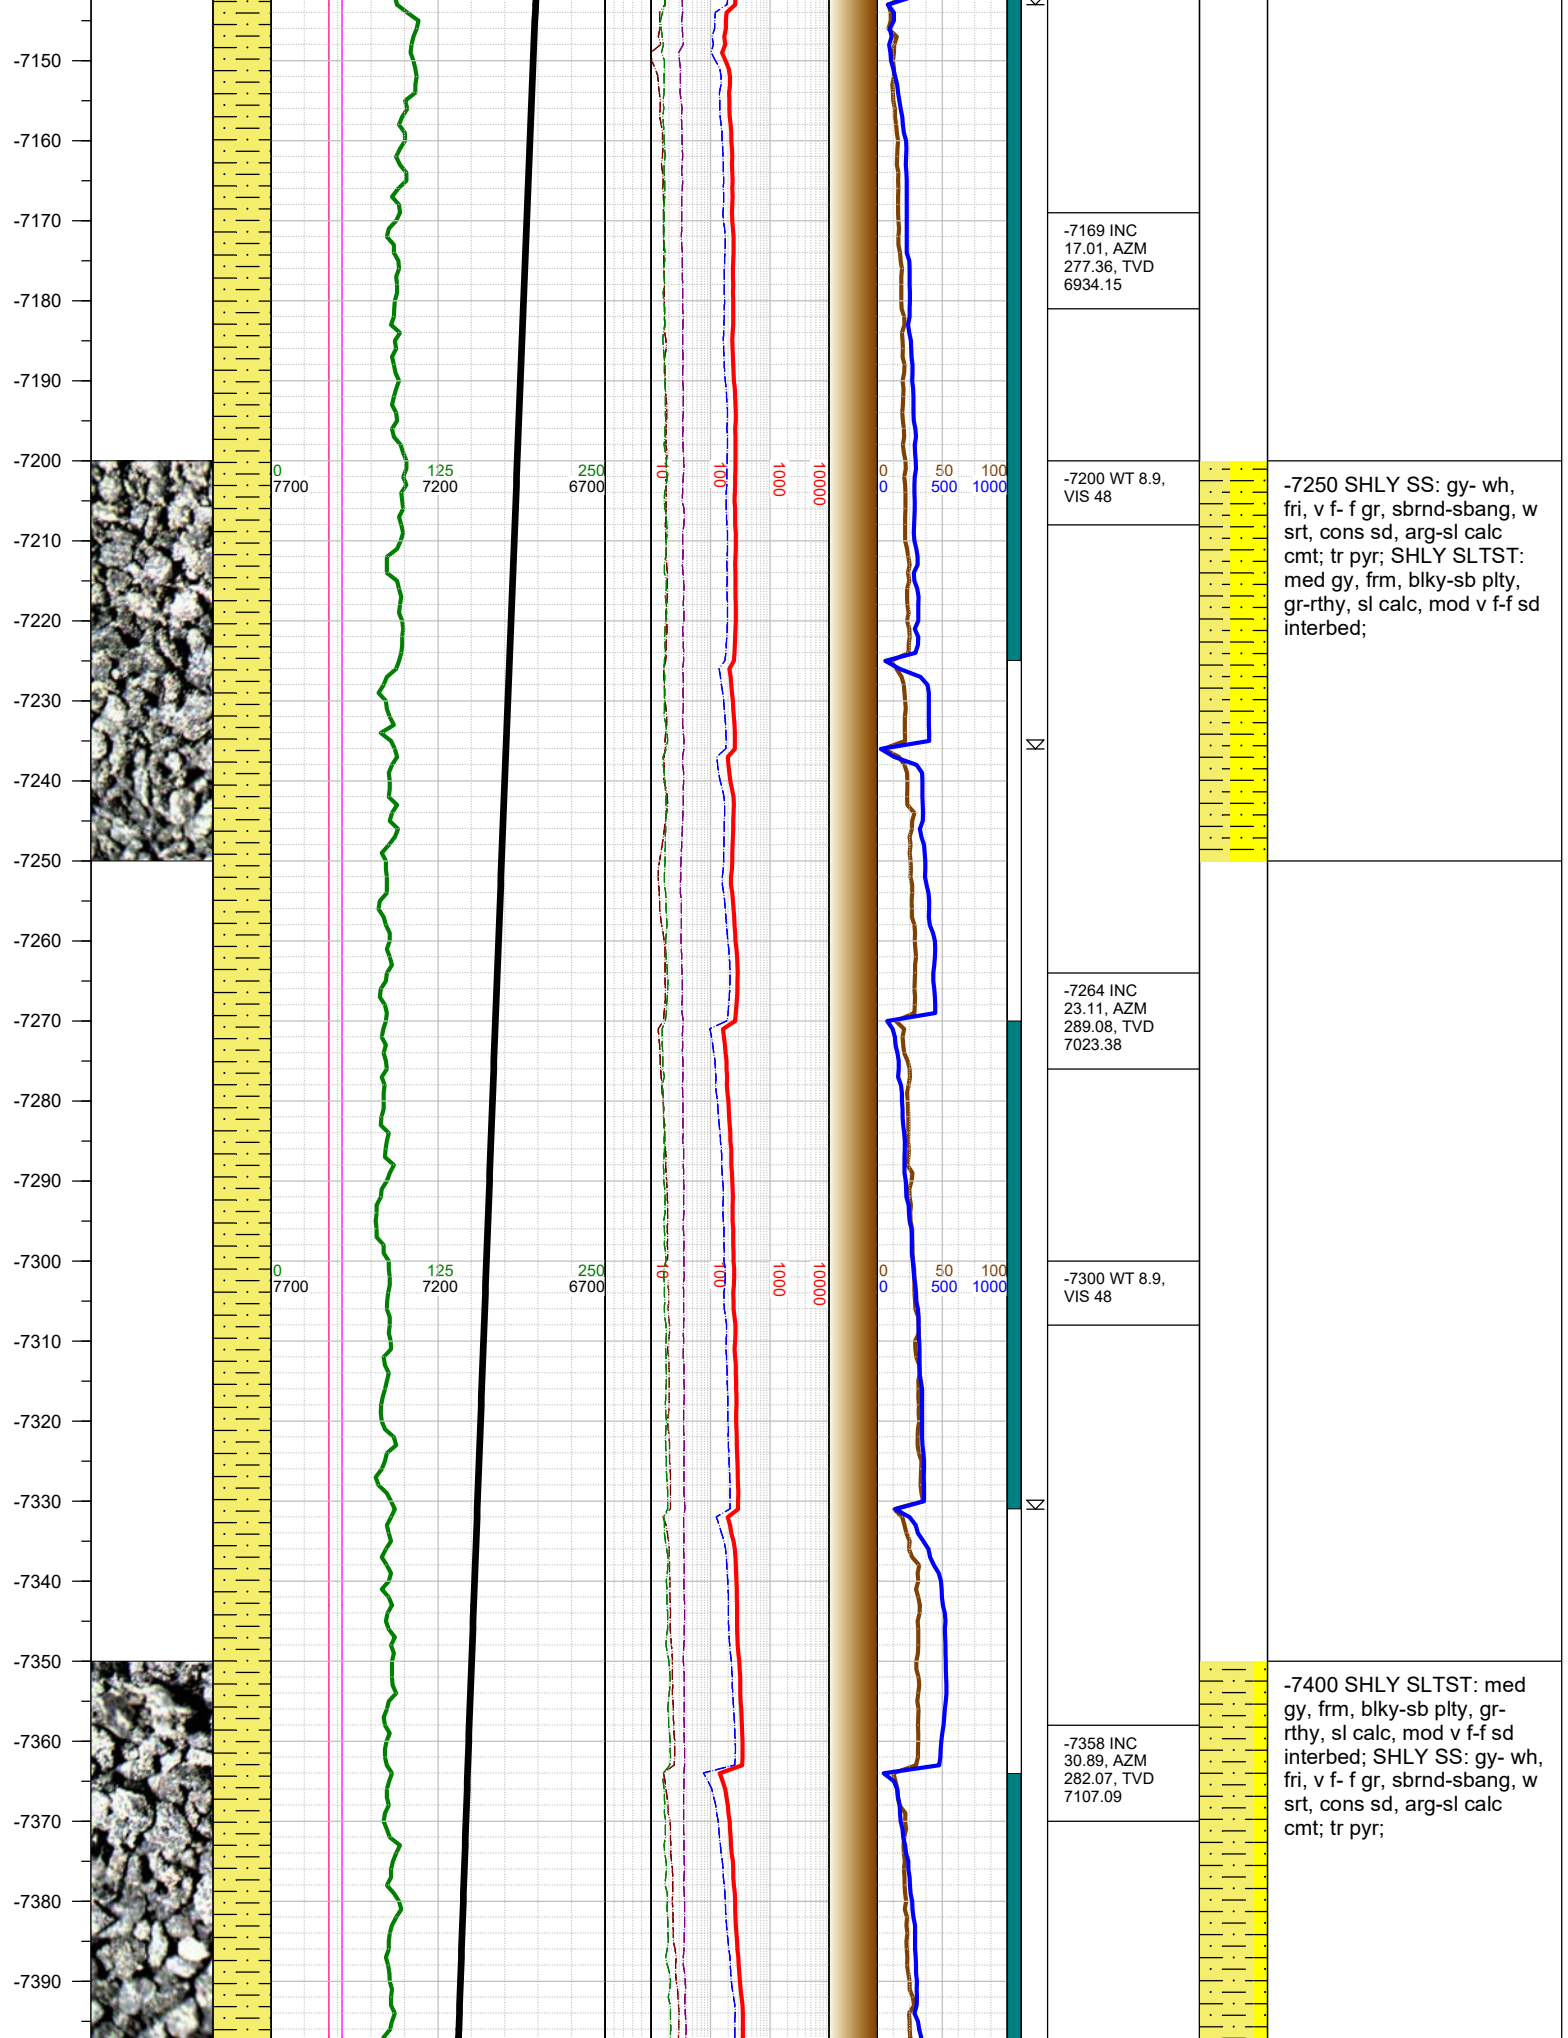 -7150
-7160
-7169 INC
17.01, AZM
277.36, TVD
6934.15
-7170
-7180
-7190
-7200
0 125 250
7700 7200 6700
10 100 1000 10000
0 50 100
0 500 1000
-7200 WT 8.9,
VIS 48
-7250 SHLY SS: gy- wh,
fri, v f- f gr, sbrnd-sbang, w
srt, cons sd, arg-sl calc
cmt; tr pyr; SHLY SLTST:
med gy, frm, blky-sb plty,
gr-rthy, sl calc, mod v f-f sd
interbed;
-7210
-7220
-7230
-7240
-7250
-7260
-7264 INC
23.11, AZM
289.08, TVD
7023.38
-7270
-7280
-7290
-7300
0 125 250
7700 7200 6700
10 100 1000 10000
0 50 100
0 500 1000
-7300 WT 8.9,
VIS 48
-7310
-7320
-7330
-7340
-7350
-7400 SHLY SLTST: med
gy, frm, blky-sb plty, gr-
rthy, sl calc, mod v f-f sd
interbed; SHLY SS: gy- wh,
fri, v f- f gr, sbrnd-sbang, w
srt, cons sd, arg-sl calc
cmt; tr pyr;
-7358 INC
30.89, AZM
282.07, TVD
7107.09
-7360
-7370
-7380
-7390